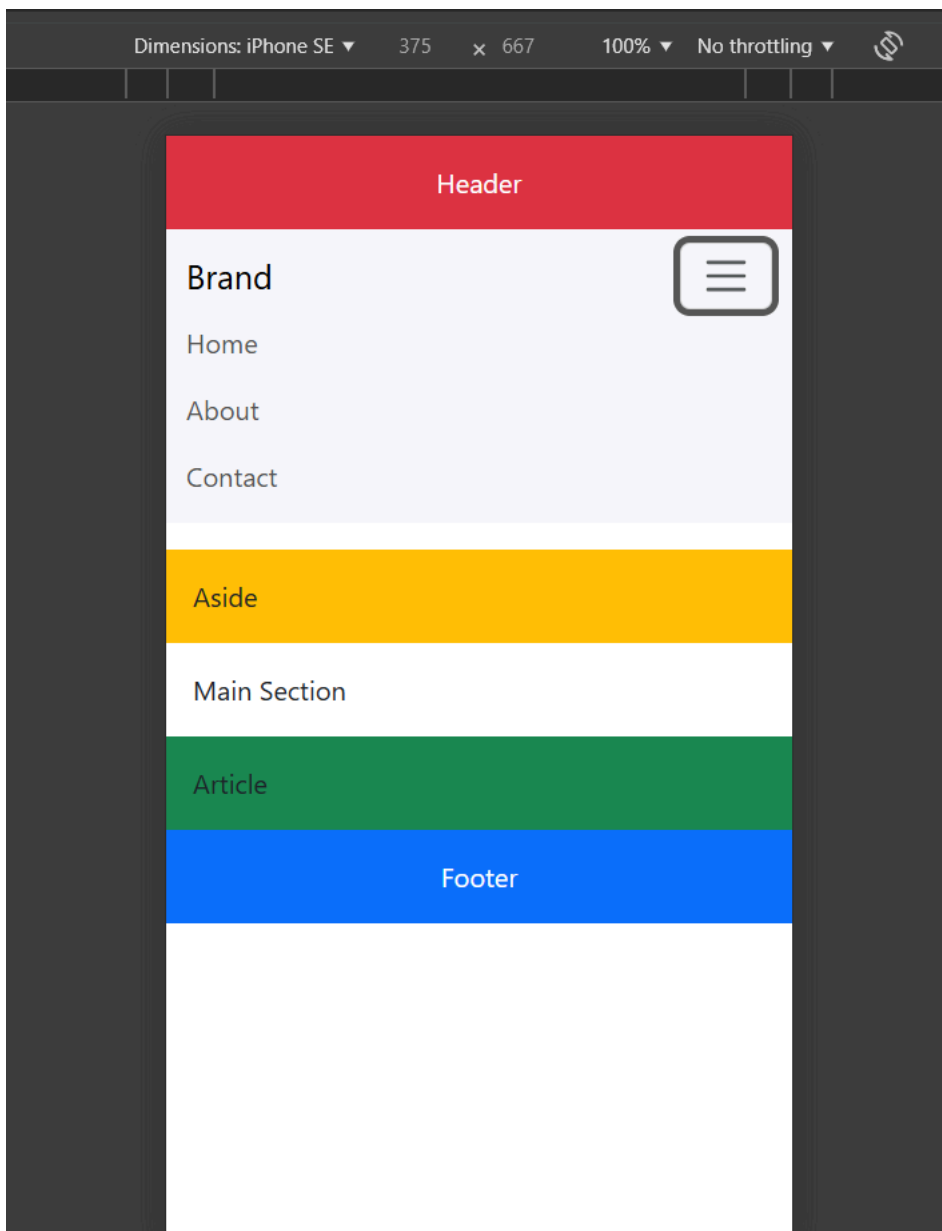 Dimensions: iPhone SE ▼ 375 × 667 100% ▼ No throttling ▼
Header
Brand
Home
About
Contact
Aside
Main Section
Article
Footer